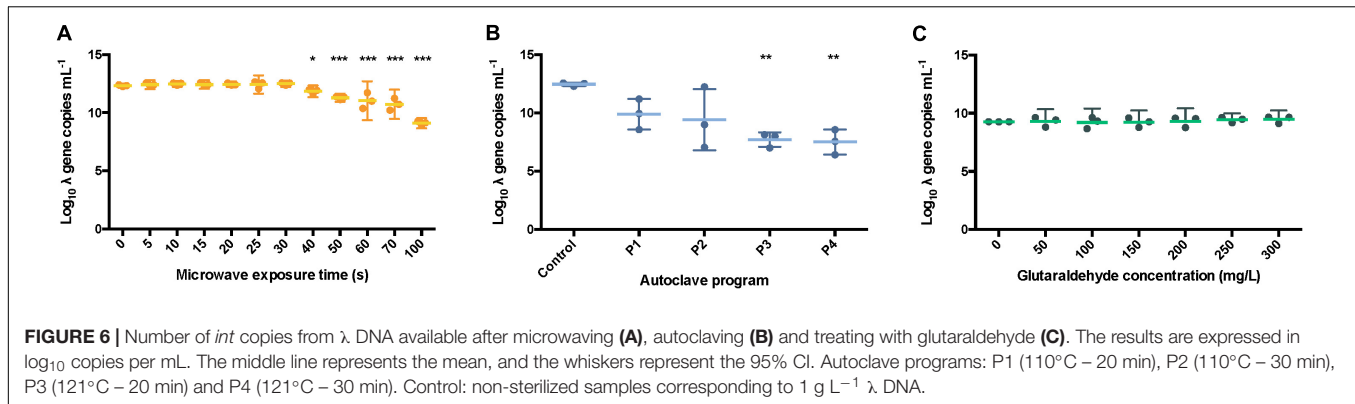 A
B
C
* *** *** *** ***
** **
15
10
5
0
Log10 λ gene copies mL-1
0 5 10 15 20 25 30 40 50 60 70 100
Microwave exposure time (s)
15
10
5
0
Log10 λ gene copies mL-1
Control P1 P2 P3 P4
Autoclave program
15
10
5
0
Log10 λ gene copies mL-1
0 50 100 150 200 250 300
Glutaraldehyde concentration (mg/L)
FIGURE 6 | Number of int copies from λ DNA available after microwaving (A), autoclaving (B) and treating with glutaraldehyde (C). The results are expressed in
log10 copies per mL. The middle line represents the mean, and the whiskers represent the 95% CI. Autoclave programs: P1 (110°C – 20 min), P2 (110°C – 30 min),
P3 (121°C – 20 min) and P4 (121°C – 30 min). Control: non-sterilized samples corresponding to 1 g L−1 λ DNA.